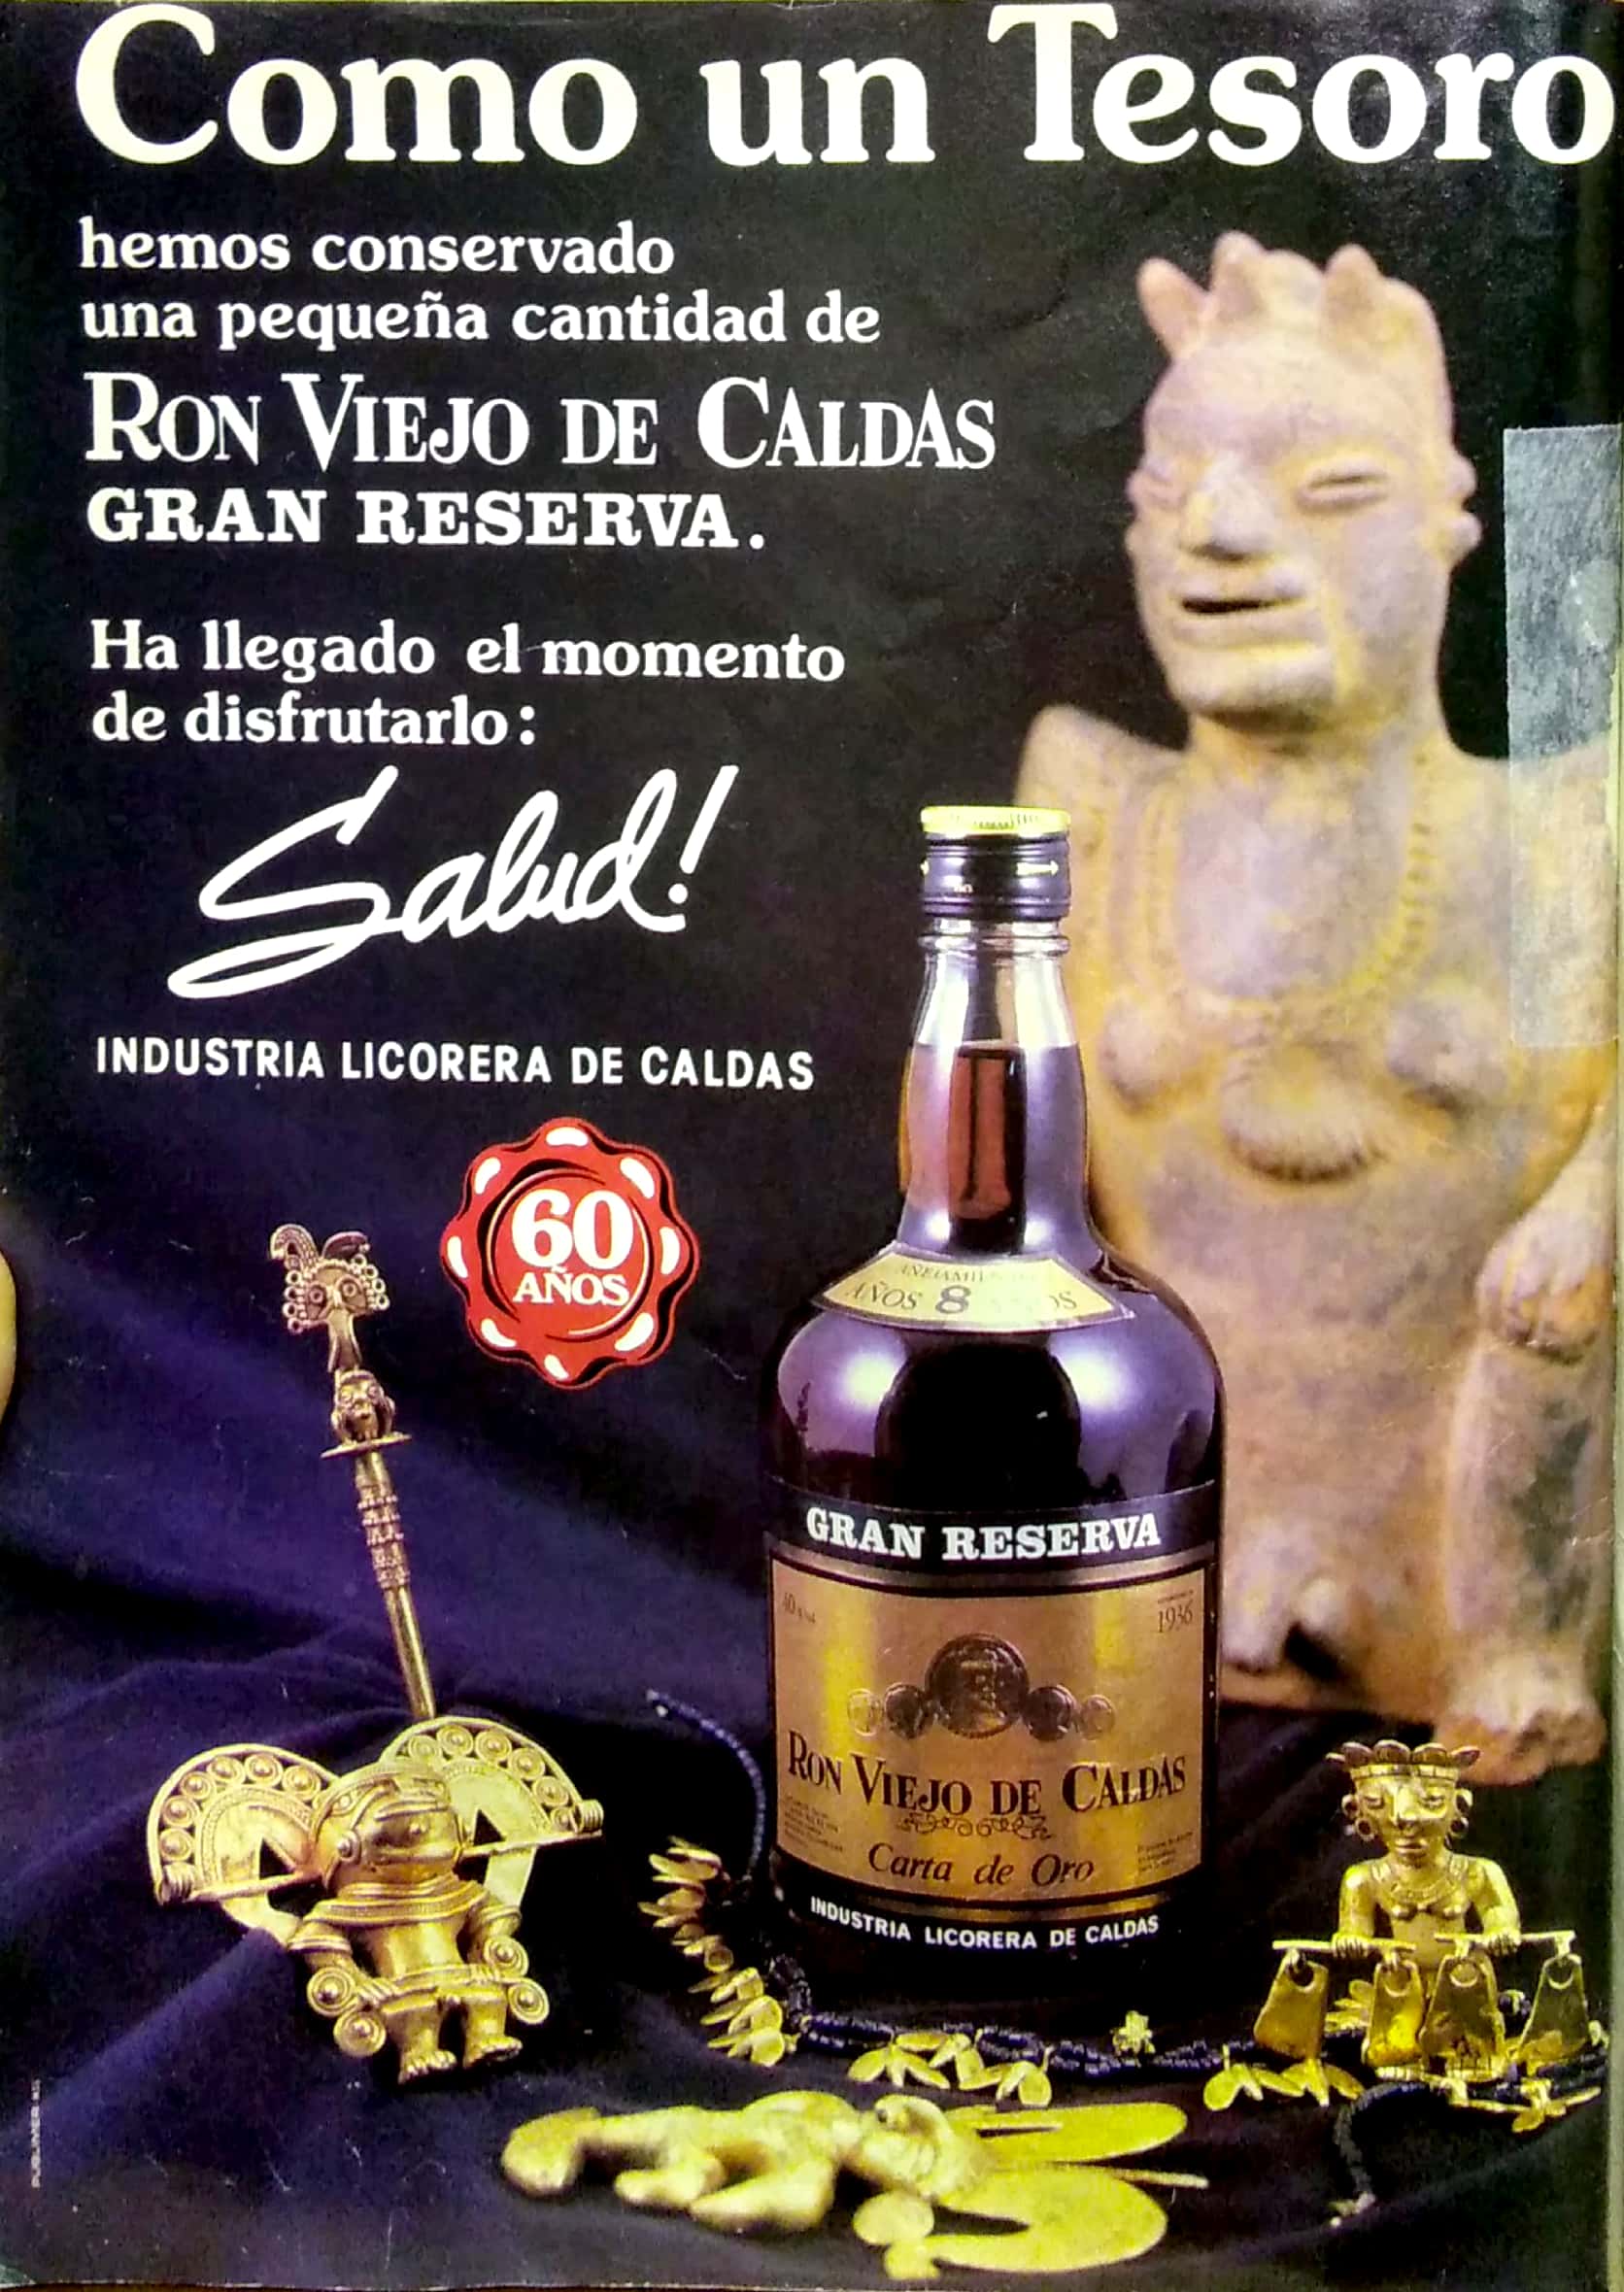 Como un Tesoro
hemos conservado
una pequeña cantidad de
RON VIEJO DE CALDAS
GRAN RESERVA.
Ha llegado el momento
de disfrutarlo:
Salud!
INDUSTRIA LICORERA DE CALDAS
60
AÑOS
AÑOS 8 AÑOS
GRAN RESERVA
1936
RON VIEJO DE CALDAS
Carta de Oro
INDUSTRIA LICORERA DE CALDAS